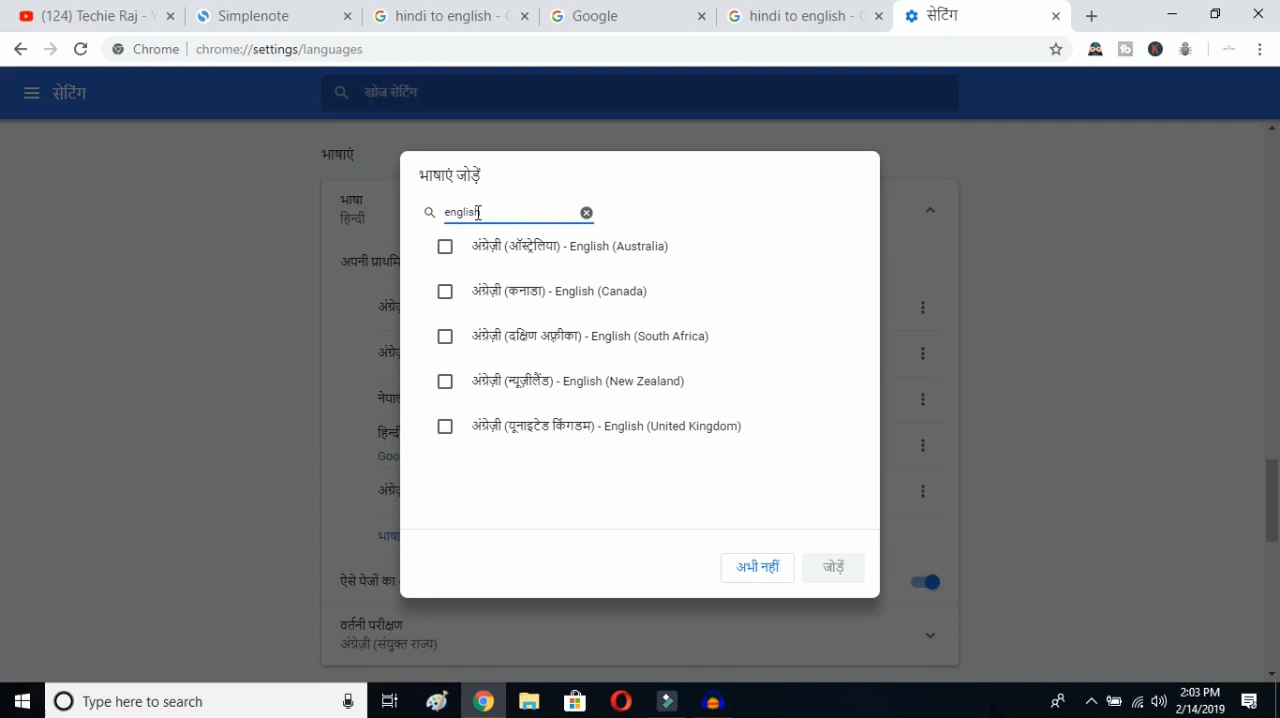 (124) Techie Raj - Y
Simplenote
hindi to english - G
Google
hindi to english - G
सेटिंग
Chrome
chrome://settings/languages
सेटिंग
खोज सेटिंग
भाषाएं
भाषा
हिन्दी
भाषाएं जोड़ें
english
अंग्रेज़ी (ऑस्ट्रेलिया) - English (Australia)
अंग्रेज़ी (कनाडा) - English (Canada)
अंग्रेज़ी (दक्षिण अफ़्रीका) - English (South Africa)
अंग्रेज़ी (न्यूज़ीलैंड) - English (New Zealand)
अंग्रेज़ी (यूनाइटेड किंगडम) - English (United Kingdom)
अपनी
हिन्दी
Goo
भाषा
अभी नहीं
जोड़ें
ऐसे पेजों का
वर्तनी परीक्षण
अंग्रेज़ी (संयुक्त राज्य)
Type here to search
2:03 PM
2/14/2019